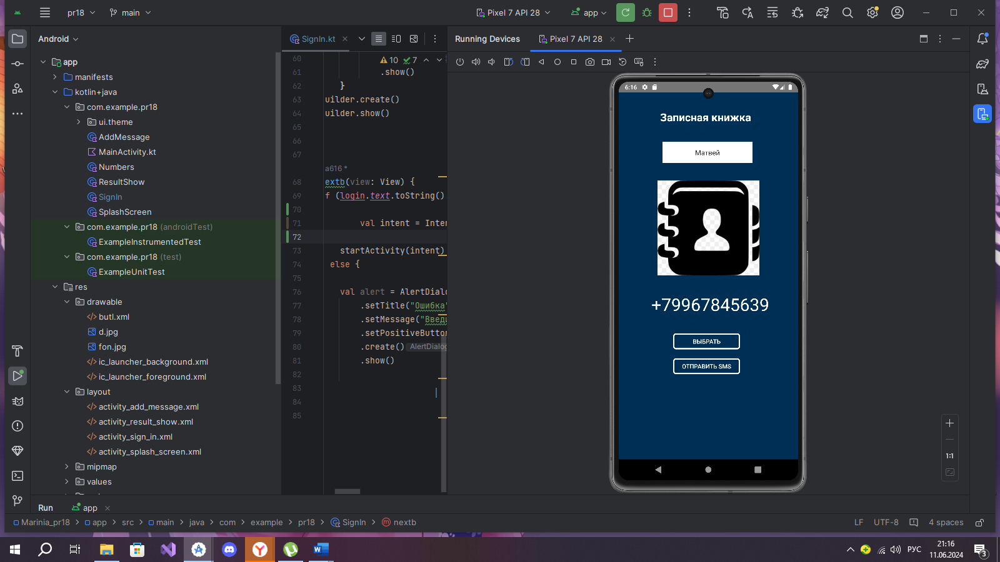 pr18
main
Pixel 7 API 28
app
Android
SignIn.kt
Running Devices
Pixel 7 API 28
app
manifests
kotlin+java
com.example.pr18
ui.theme
AddMessage
MainActivity.kt
Numbers
ResultShow
SignIn
SplashScreen
com.example.pr18 (androidTest)
ExampleInstrumentedTest
com.example.pr18 (test)
ExampleUnitTest
res
drawable
butl.xml
d.jpg
fon.jpg
ic_launcher_background.xml
ic_launcher_foreground.xml
layout
activity_add_message.xml
activity_result_show.xml
activity_sign_in.xml
activity_splash_screen.xml
mipmap
values
10 7
60
61 .show()
62 }
63 uilder.create()
64 uilder.show()
65
66
67
a616 *
68 extb(view: View) {
69 f (login.text.toString()
70
71 val intent = Inten
72
73 startActivity(intent)
74 else {
75
76 val alert = AlertDialo
77 .setTitle("Ошибка"
78 .setMessage("Введи
79 .setPositiveButton
80 .create() AlertDialog
81 .show()
82
83
84
85
6:16
Записная книжка
Матвей
+79967845639
ВЫБРАТЬ
ОТПРАВИТЬ SMS
1:1
Run
app
Marinia_pr18 > app > src > main > java > com > example > pr18 > SignIn > nextb
LF
UTF-8
4 spaces
РУС
21:16
11.06.2024
3